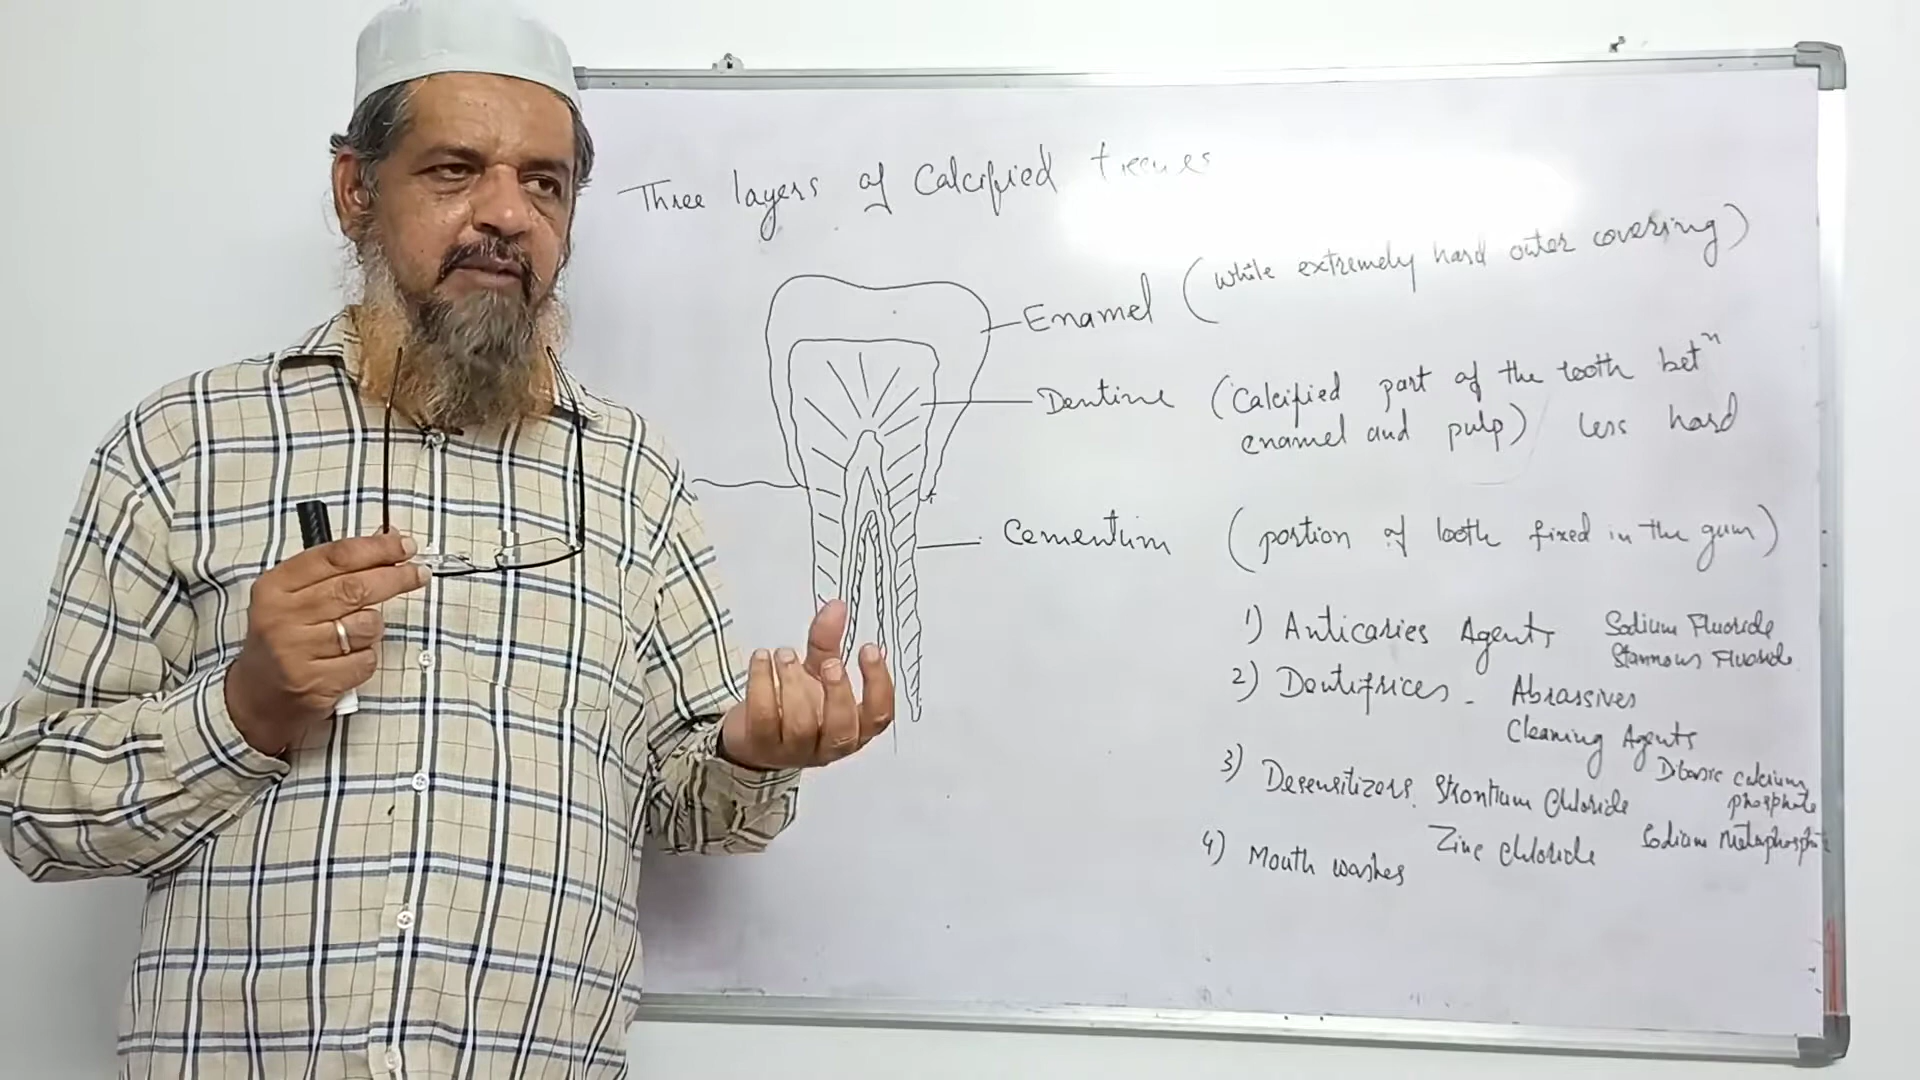 Three layers of Calcified tissues
Enamel (white extremely hard outer covering)
Dentine (Calcified part of the tooth betⁿ
enamel and pulp) less hard
Cementum (portion of tooth fixed in the gum)
1) Anticaries Agents Sodium Fluoride
Stannous Fluoride
2) Dentifrices - Abrassives
Cleaning Agents
Dibasic calcium
phosphate
3) Desensitizers. Strontium Chloride
Zinc Chloride Sodium Metaphosphate
4) Mouth washes